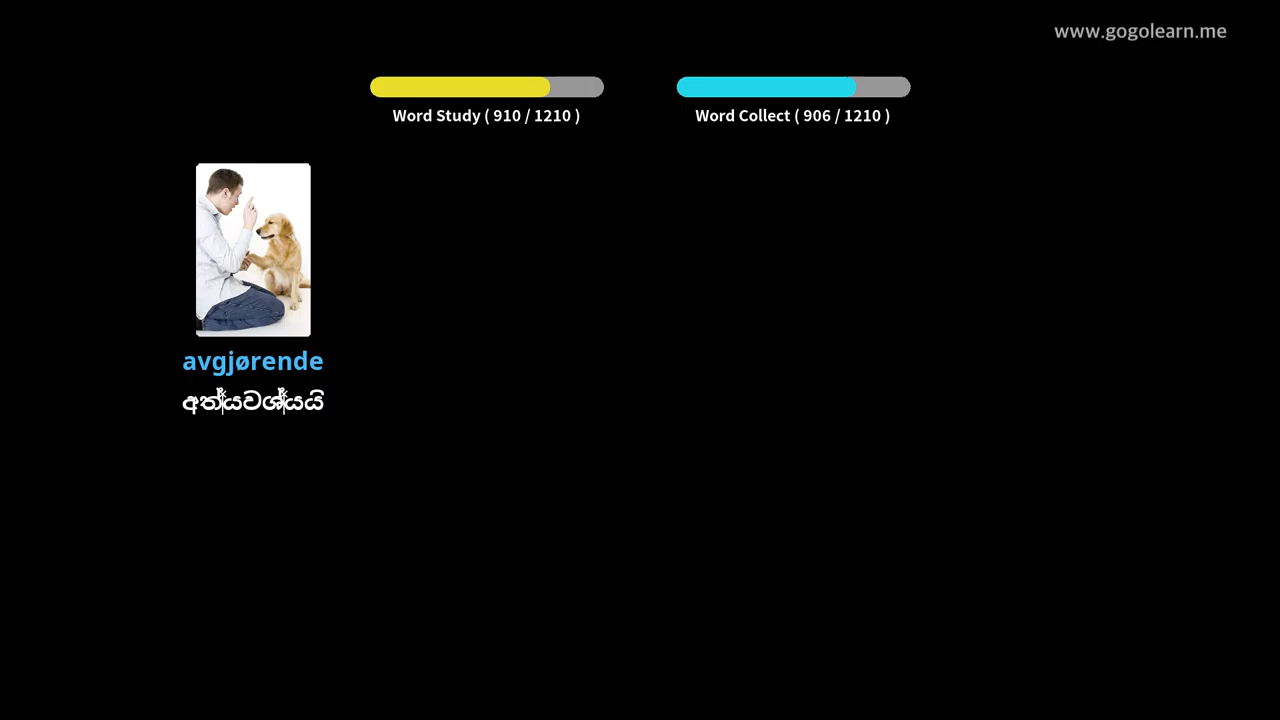 www.gogolearn.me
Word Study ( 910 / 1210 )
Word Collect ( 906 / 1210 )
avgjørende
අත්‍යවශ්‍යයි